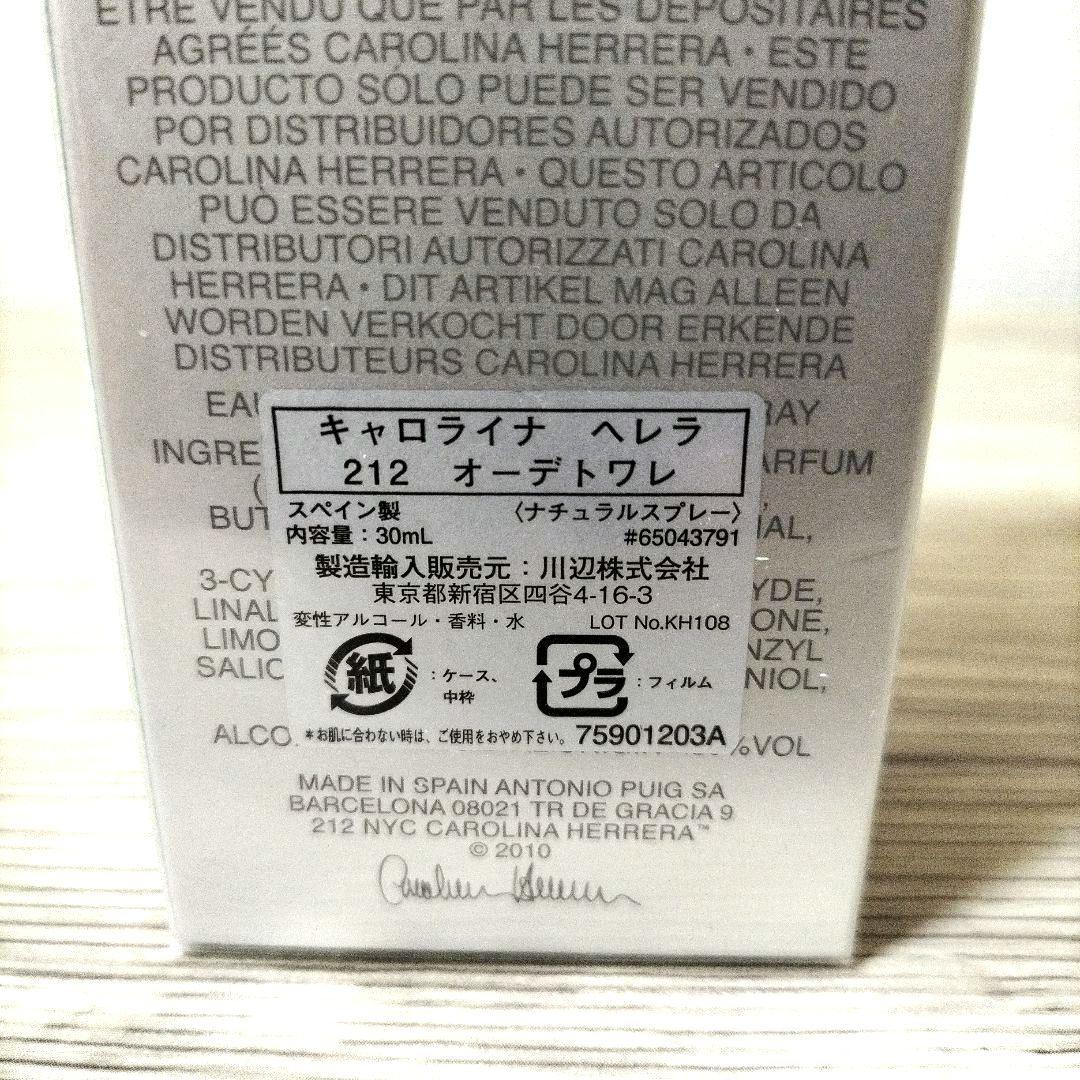 ÊTRE VENDU QUE PAR LES DÉPOSITAIRES
AGRÉÉS CAROLINA HERRERA • ESTE
PRODUCTO SÓLO PUEDE SER VENDIDO
POR DISTRIBUIDORES AUTORIZADOS
CAROLINA HERRERA • QUESTO ARTICOLO
PUÒ ESSERE VENDUTO SOLO DA
DISTRIBUTORI AUTORIZZATI CAROLINA
HERRERA • DIT ARTIKEL MAG ALLEEN
WORDEN VERKOCHT DOOR ERKENDE
DISTRIBUTEURS CAROLINA HERRERA
キャロライナ ヘレラ
212 オーデトワレ
スペイン製 〈ナチュラルスプレー〉
内容量：30mL #65043791
製造輸入販売元：川辺株式会社
東京都新宿区四谷4-16-3
変性アルコール・香料・水 LOT No.KH108
紙 ：ケース、
中枠
プラ ：フィルム
＊お肌に合わない時は、ご使用をおやめ下さい。 75901203A
%VOL
MADE IN SPAIN ANTONIO PUIG SA
BARCELONA 08021 TR DE GRACIA 9
212 NYC CAROLINA HERRERA™
© 2010
Carolina Herrera